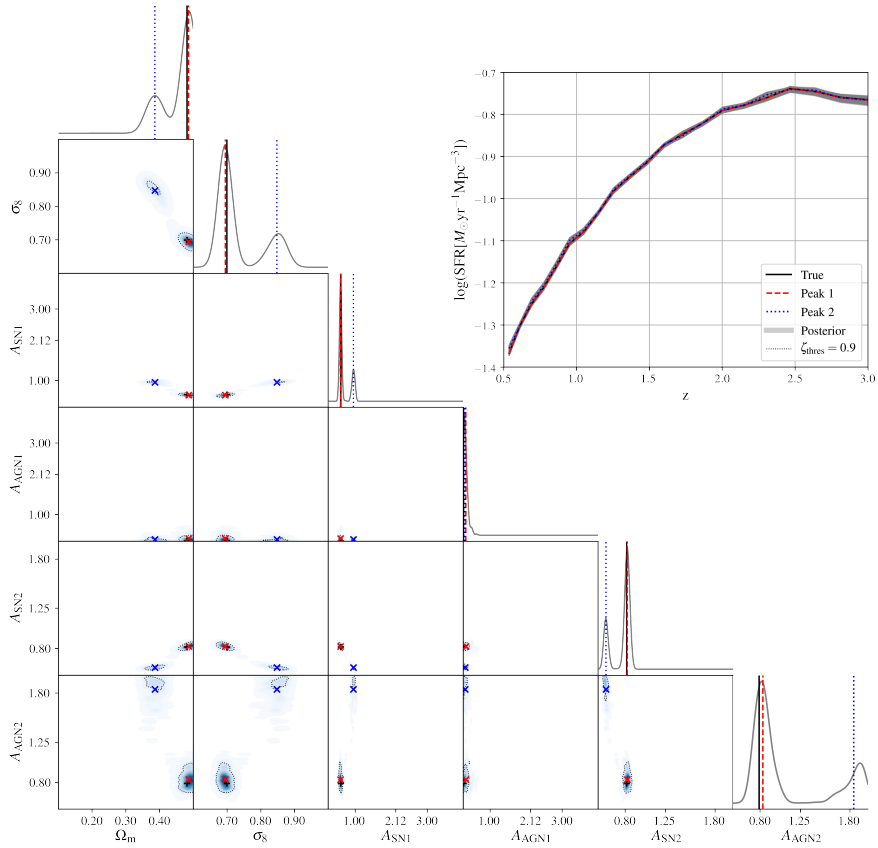 −0.7
−0.8
−0.9
−1.0
−1.1
−1.2
−1.3
−1.4
log(SFR[M⊙yr−1Mpc−3])
0.5 1.0 1.5 2.0 2.5 3.0
z
True
Peak 1
Peak 2
Posterior
ζthres = 0.9
σ8
0.90
0.80
0.70
ASN1
3.00
2.12
1.00
AAGN1
3.00
2.12
1.00
ASN2
1.80
1.25
0.80
AAGN2
1.80
1.25
0.80
0.20 0.40 0.70 0.90 1.00 2.12 3.00 1.00 2.12 3.00 0.80 1.25 1.80 0.80 1.25 1.80
Ωm σ8 ASN1 AAGN1 ASN2 AAGN2